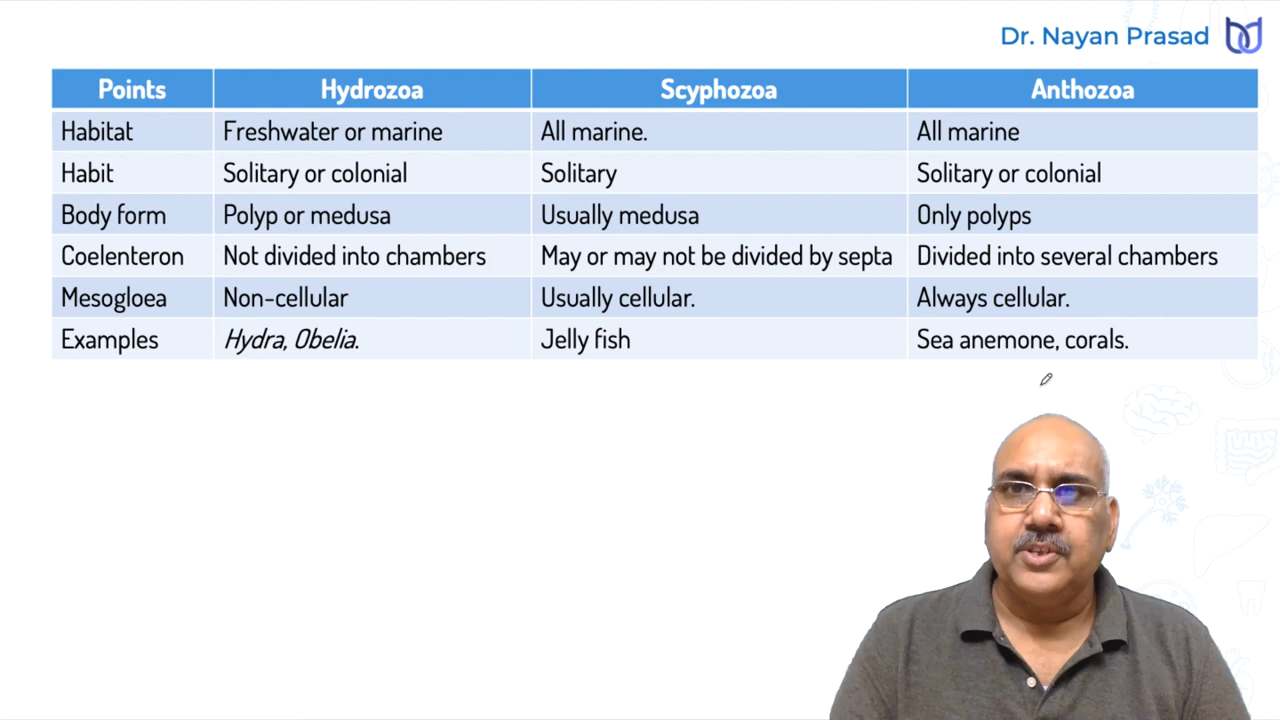 Dr. Nayan Prasad
Points Hydrozoa Scyphozoa Anthozoa
Habitat Freshwater or marine All marine. All marine
Habit Solitary or colonial Solitary Solitary or colonial
Body form Polyp or medusa Usually medusa Only polyps
Coelenteron Not divided into chambers May or may not be divided by septa Divided into several chambers
Mesogloea Non-cellular Usually cellular. Always cellular.
Examples Hydra, Obelia. Jelly fish Sea anemone, corals.